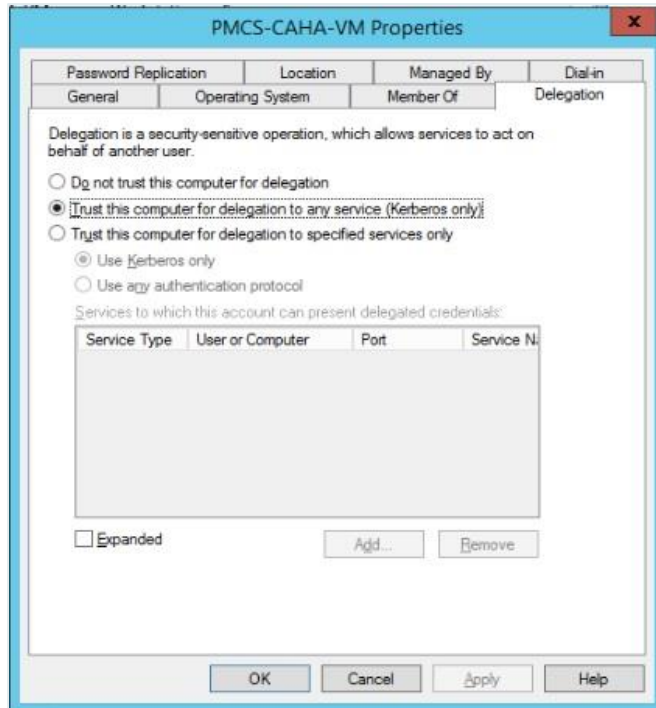 PMCS-CAHA-VM Properties
x
Password Replication Location Managed By Dial-in
General Operating System Member Of Delegation
Delegation is a security-sensitive operation, which allows services to act on
behalf of another user.
Do not trust this computer for delegation
Trust this computer for delegation to any service (Kerberos only)
Trust this computer for delegation to specified services only
Use Kerberos only
Use any authentication protocol
Services to which this account can present delegated credentials:
Service Type User or Computer Port Service Na
Expanded Add... Remove
OK Cancel Apply Help